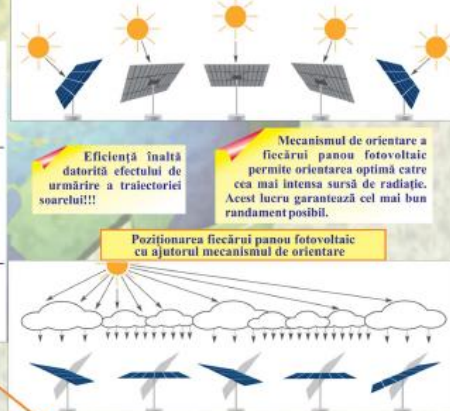 Eficiență înaltă
datorită efectului de
urmărire a traiectoriei
soarelui!!!
Mecanismul de orientare a
fiecărui panou fotovoltaic
permite orientarea optimă catre
cea mai intensa sursă de radiație.
Acest lucru garantează cel mai bun
randament posibil.
Poziționarea fiecărui panou fotovoltaic
cu ajutorul mecanismul de orientare